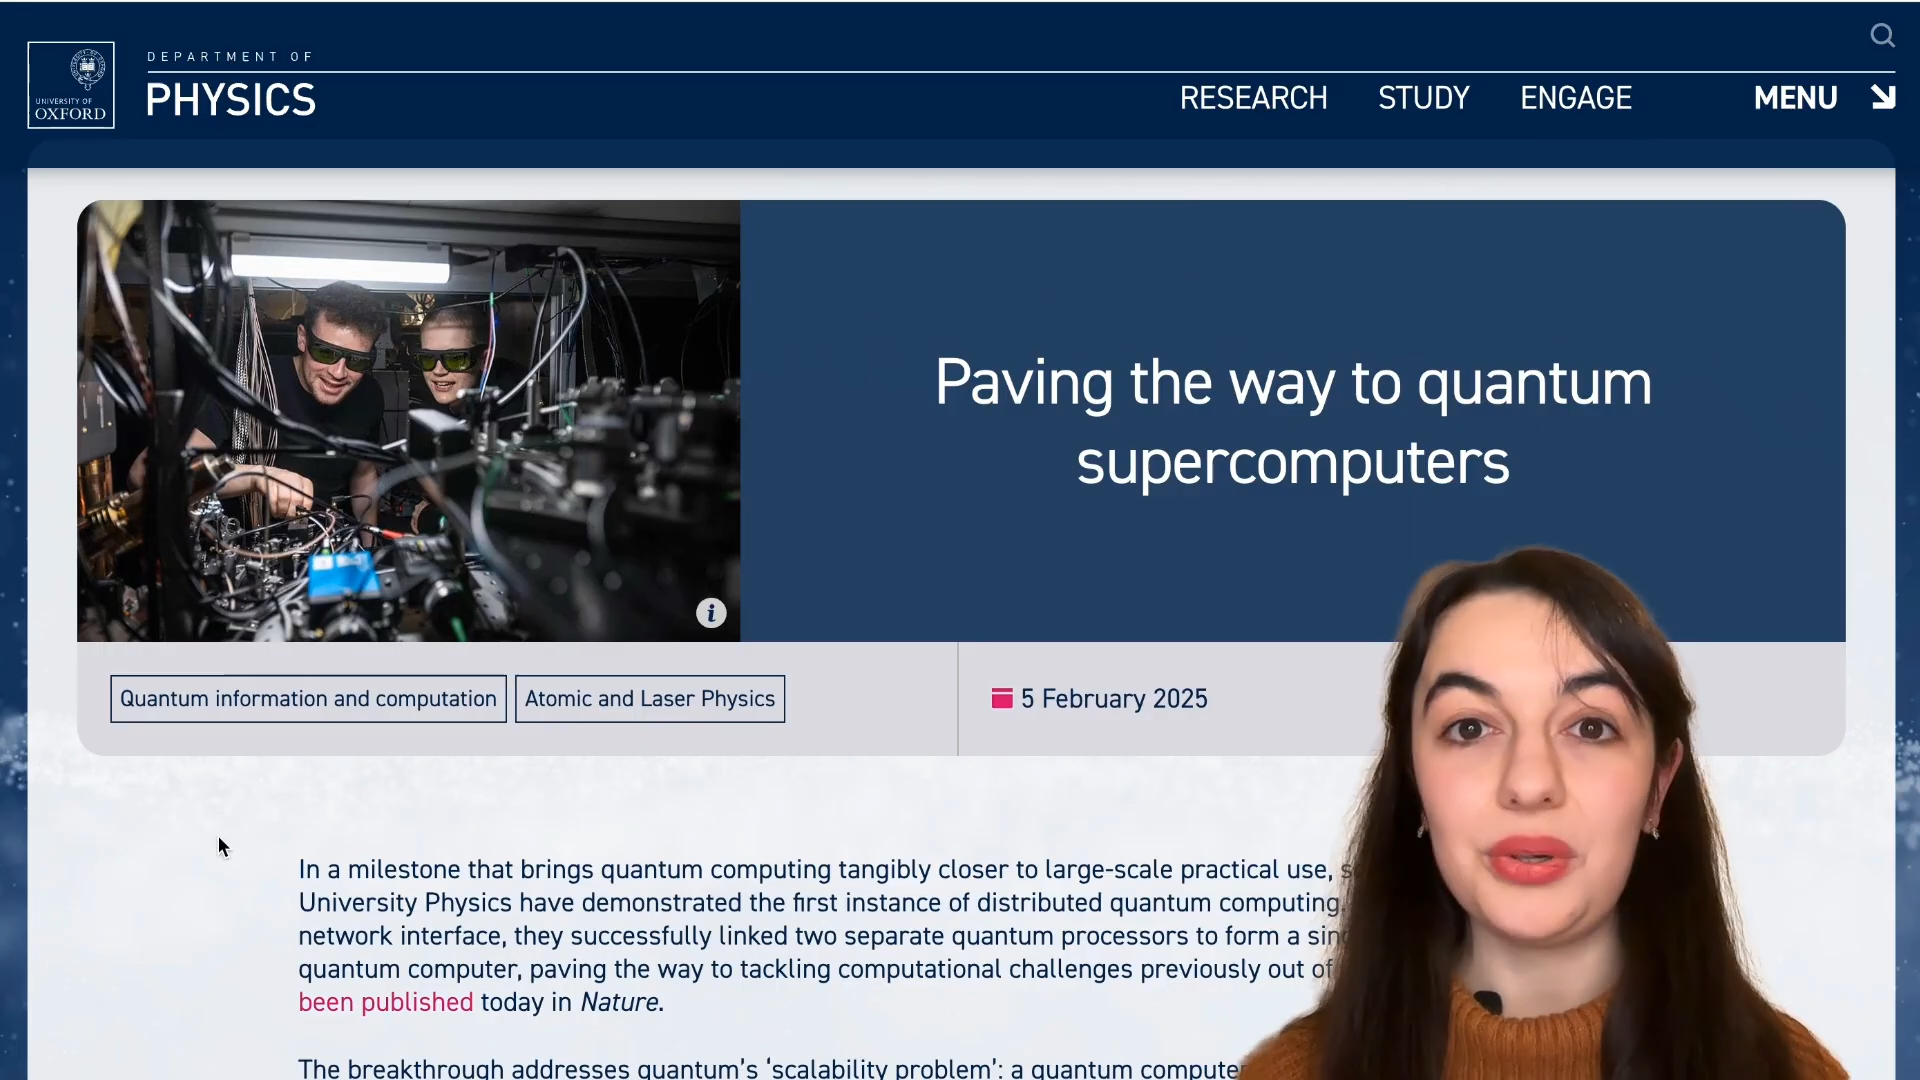 DEPARTMENT OF
PHYSICS
UNIVERSITY OF
OXFORD
RESEARCH STUDY ENGAGE MENU
Paving the way to quantum
supercomputers
i
Quantum information and computation
Atomic and Laser Physics
5 February 2025
In a milestone that brings quantum computing tangibly closer to large-scale practical use,
University Physics have demonstrated the first instance of distributed quantum computing.
network interface, they successfully linked two separate quantum processors to form a
quantum computer, paving the way to tackling computational challenges previously out of
been published today in Nature.
The breakthrough addresses quantum's ‘scalability problem’: a quantum